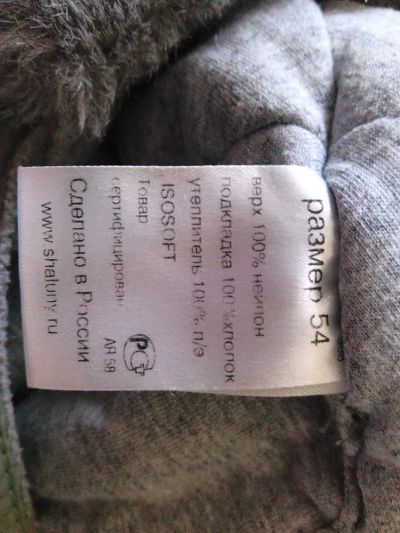 размер 54
верх 100% нейлон
подкладка 100%хлопок
утеплитель 100% п/э
ISOSOFT
Товар
сертифицирован
РСТ
АЯ 58
Сделано в России
www.shaluny.ru